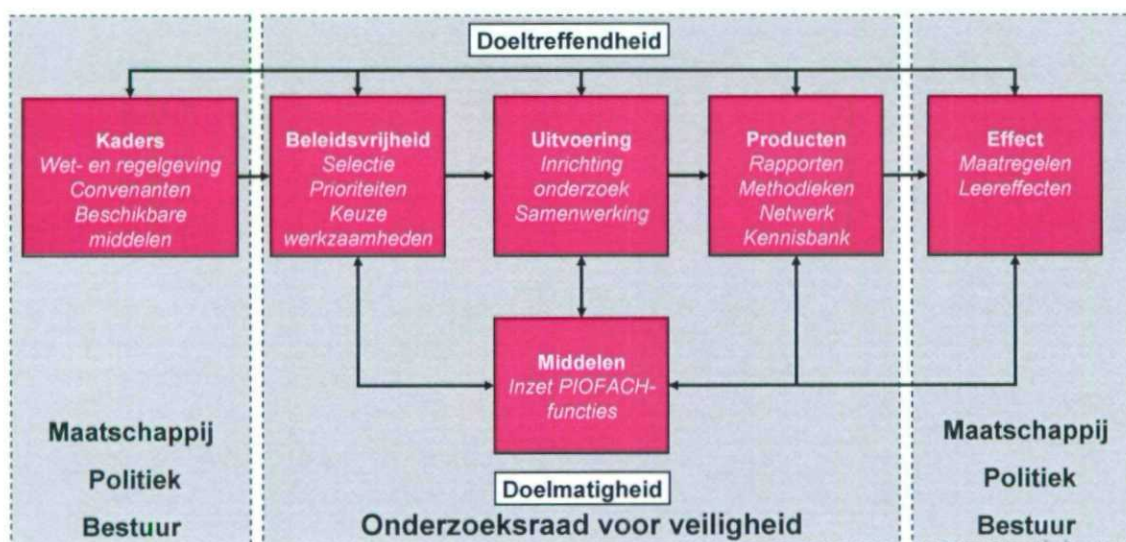 Doeltreffendheid
Kaders
Wet- en regelgeving
Convenanten
Beschikbare
middelen
Beleidsvrijheid
Selectie
Prioriteiten
Keuze
werkzaamheden
Uitvoering
Inrichting
onderzoek
Samenwerking
Producten
Rapporten
Methodieken
Netwerk
Kennisbank
Effect
Maatregelen
Leereffecten
Middelen
Inzet PIOFACH-
functies
Maatschappij
Politiek
Bestuur
Doelmatigheid
Onderzoeksraad voor veiligheid
Maatschappij
Politiek
Bestuur